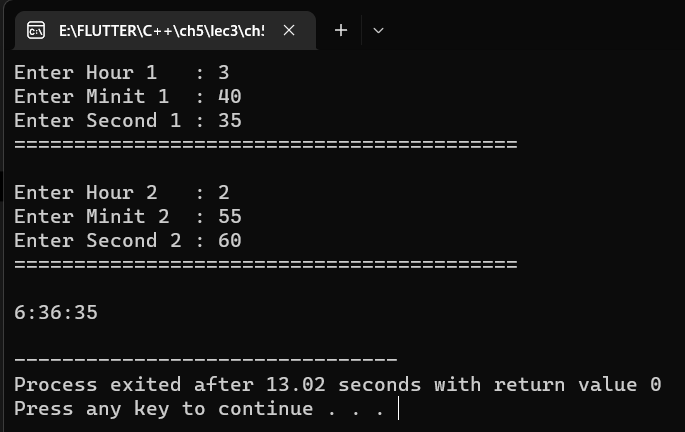 E:\FLUTTER\C++\ch5\lec3\ch!
Enter Hour 1   : 3
Enter Minit 1  : 40
Enter Second 1 : 35
==========================================
Enter Hour 2   : 2
Enter Minit 2  : 55
Enter Second 2 : 60
==========================================
6:36:35
--------------------------------
Process exited after 13.02 seconds with return value 0
Press any key to continue . . .